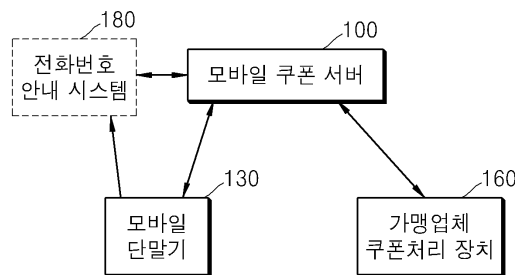 180
전화번호
안내 시스템
100
모바일 쿠폰 서버
130
모바일
단말기
160
가맹업체
쿠폰처리 장치